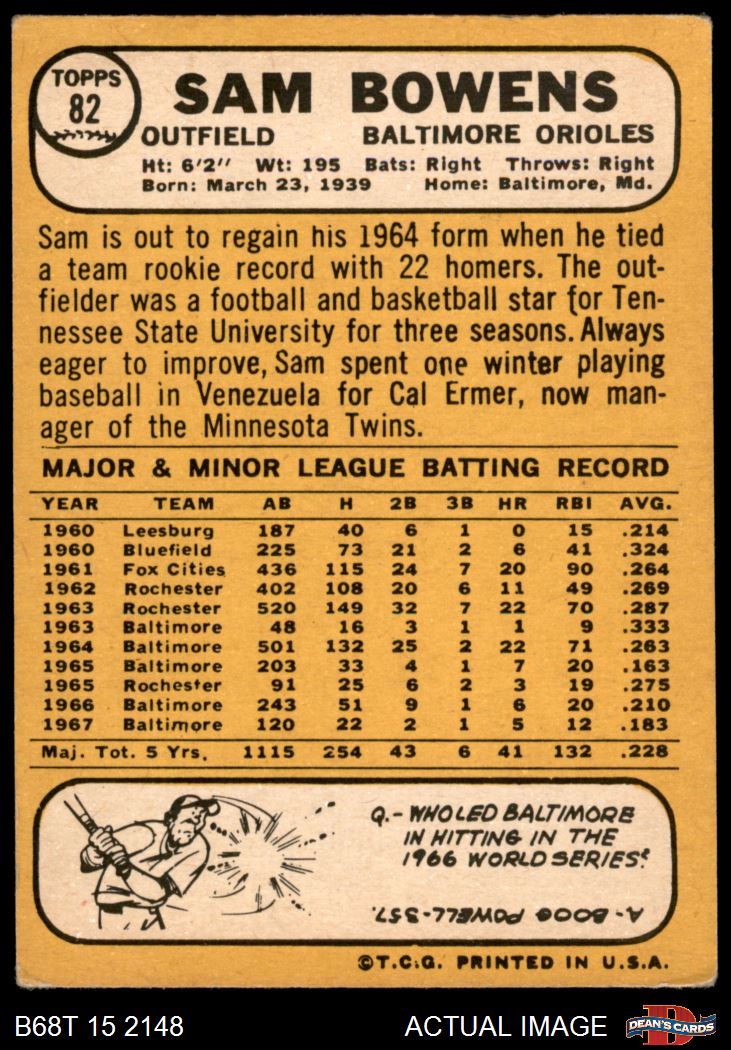 TOPPS
82
SAM BOWENS
OUTFIELD BALTIMORE ORIOLES
Ht: 6'2" Wt: 195 Bats: Right Throws: Right
Born: March 23, 1939 Home: Baltimore, Md.
Sam is out to regain his 1964 form when he tied
a team rookie record with 22 homers. The out-
fielder was a football and basketball star for Ten-
nessee State University for three seasons. Always
eager to improve, Sam spent one winter playing
baseball in Venezuela for Cal Ermer, now man-
ager of the Minnesota Twins.
MAJOR & MINOR LEAGUE BATTING RECORD
YEAR TEAM AB H 2B 3B HR RBI AVG.
1960 Leesburg 187 40 6 1 0 15 .214
1960 Bluefield 225 73 21 2 6 41 .324
1961 Fox Cities 436 115 24 7 20 90 .264
1962 Rochester 402 108 20 6 11 49 .269
1963 Rochester 520 149 32 7 22 70 .287
1963 Baltimore 48 16 3 1 1 9 .333
1964 Baltimore 501 132 25 2 22 71 .263
1965 Baltimore 203 33 4 1 7 20 .163
1965 Rochester 91 25 6 2 3 19 .275
1966 Baltimore 243 51 9 1 6 20 .210
1967 Baltimore 120 22 2 1 5 12 .183
Maj. Tot. 5 Yrs. 1115 254 43 6 41 132 .228
Q.- WHO LED BALTIMORE
IN HITTING IN THE
1966 WORLD SERIES?
A- BOOG POWELL-.357.
©T.C.G. PRINTED IN U.S.A.
B68T 15 2148 ACTUAL IMAGE
D
DEAN'S CARDS